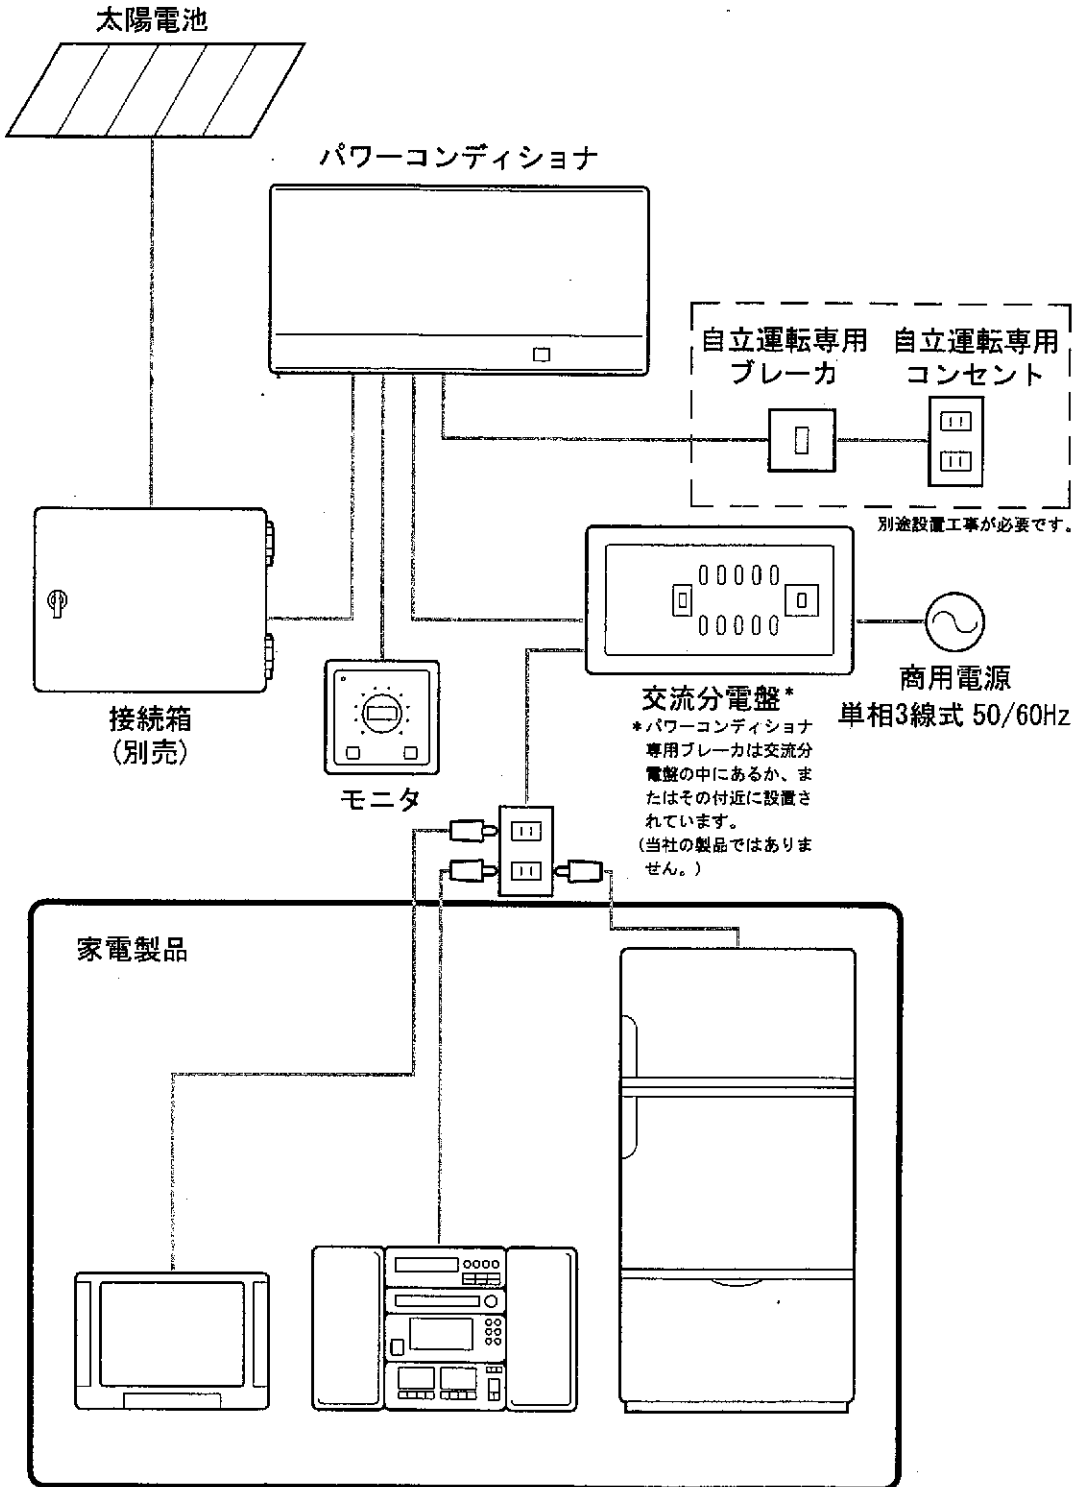 太陽電池
パワーコンディショナ
自立運転専用
ブレーカ
自立運転専用
コンセント
別途設置工事が必要です。
接続箱
(別売)
モニタ
交流分電盤*
*パワーコンディショナ
専用ブレーカは交流分
電盤の中にあるか、ま
たはその付近に設置さ
れています。
(当社の製品ではありま
せん。)
商用電源
単相3線式 50/60Hz
家電製品